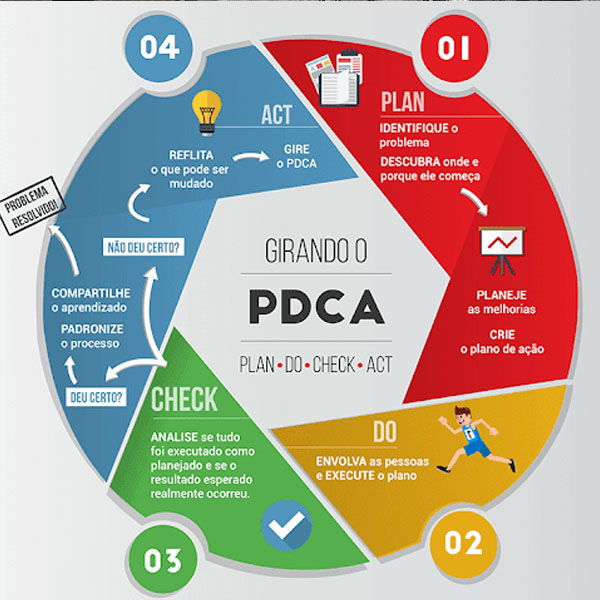 04
01
PLAN
IDENTIFIQUE o
problema
DESCUBRA onde e
porque ele começa
PLANEJE
as melhorias
CRIE
o plano de ação
DO
ENVOLVA as pessoas
e EXECUTE o plano
02
CHECK
ANALISE se tudo
foi executado como
planejado e se o
resultado esperado
realmente ocorreu.
03
ACT
REFLITA
o que pode ser
mudado
GIRE
o PDCA
NÃO DEU CERTO?
COMPARTILHE
o aprendizado
PADRONIZE
o processo
DEU CERTO?
PROBLEMA
RESOLVIDO!
GIRANDO O
PDCA
PLAN•DO•CHECK•ACT